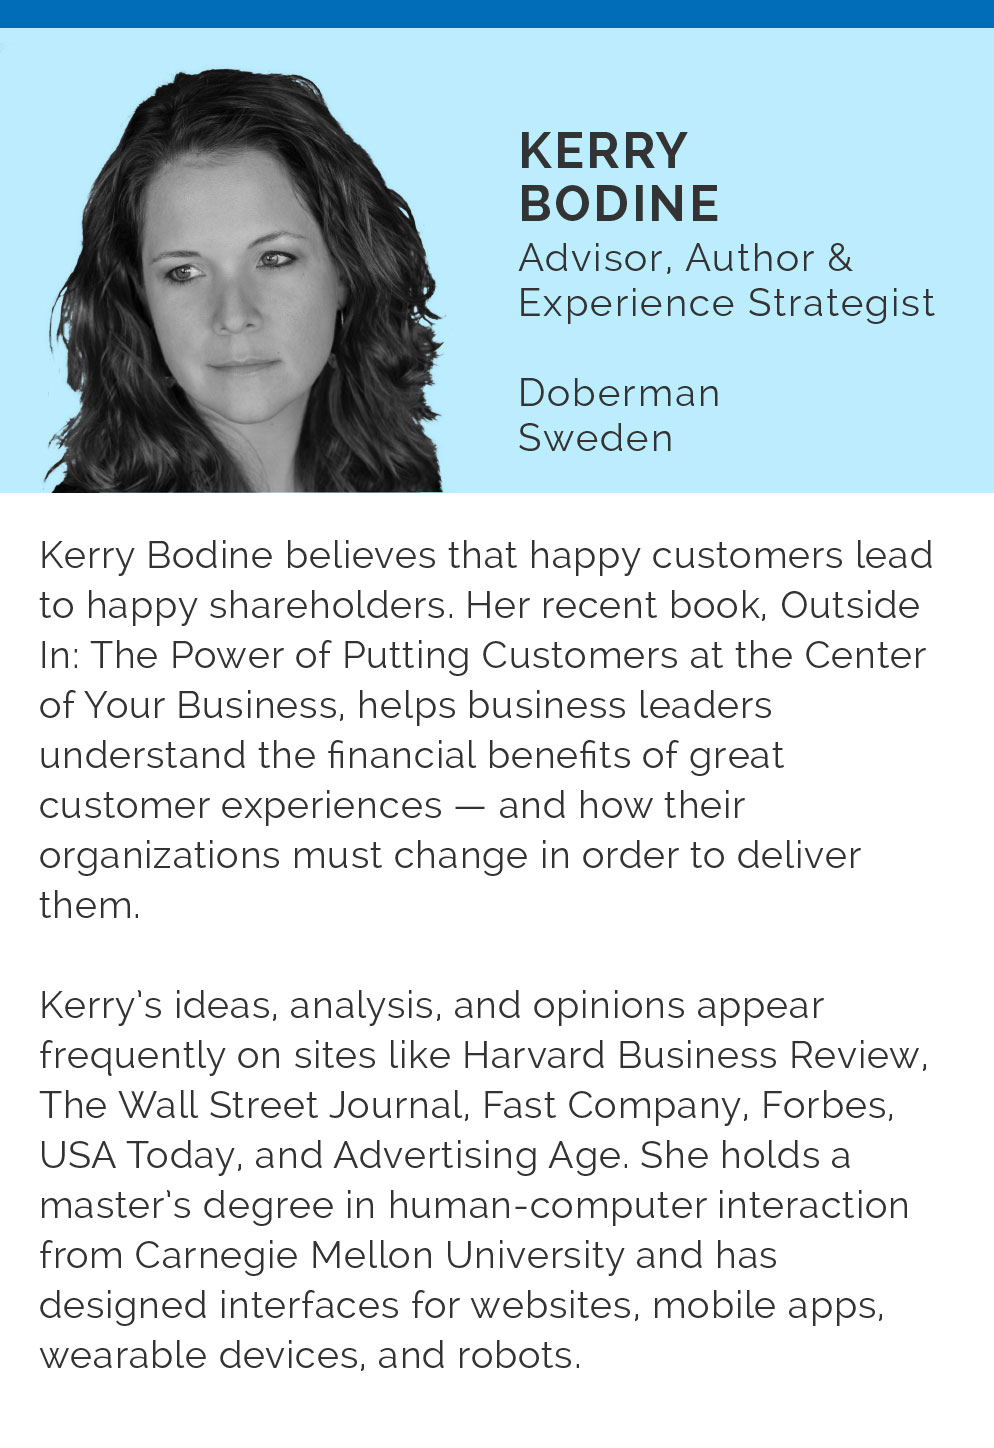 KERRY
BODINE
Advisor, Author &
Experience Strategist
Doberman
Sweden
Kerry Bodine believes that happy customers lead
to happy shareholders. Her recent book, Outside
In: The Power of Putting Customers at the Center
of Your Business, helps business leaders
understand the financial benefits of great
customer experiences — and how their
organizations must change in order to deliver
them.
Kerry's ideas, analysis, and opinions appear
frequently on sites like Harvard Business Review,
The Wall Street Journal, Fast Company, Forbes,
USA Today, and Advertising Age. She holds a
master's degree in human-computer interaction
from Carnegie Mellon University and has
designed interfaces for websites, mobile apps,
wearable devices, and robots.